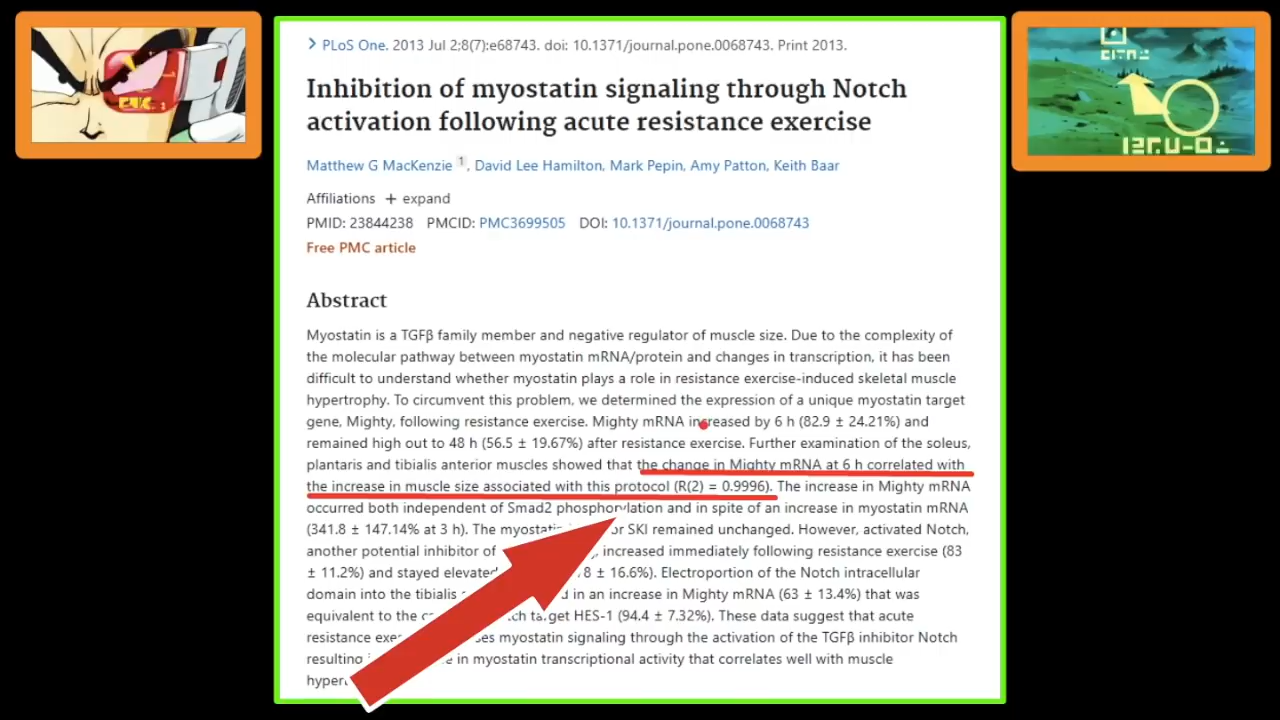 PLoS One. 2013 Jul 2;8(7):e68743. doi: 10.1371/journal.pone.0068743. Print 2013.
Inhibition of myostatin signaling through Notch
activation following acute resistance exercise
Matthew G MacKenzie 1, David Lee Hamilton, Mark Pepin, Amy Patton, Keith Baar
Affiliations + expand
PMID: 23844238 PMCID: PMC3699505 DOI: 10.1371/journal.pone.0068743
Free PMC article
Abstract
Myostatin is a TGFβ family member and negative regulator of muscle size. Due to the complexity of
the molecular pathway between myostatin mRNA/protein and changes in transcription, it has been
difficult to understand whether myostatin plays a role in resistance exercise-induced skeletal muscle
hypertrophy. To circumvent this problem, we determined the expression of a unique myostatin target
gene, Mighty, following resistance exercise. Mighty mRNA increased by 6 h (82.9 ± 24.21%) and
remained high out to 48 h (56.5 ± 19.67%) after resistance exercise. Further examination of the soleus,
plantaris and tibialis anterior muscles showed that the change in Mighty mRNA at 6 h correlated with
the increase in muscle size associated with this protocol (R(2) = 0.9996). The increase in Mighty mRNA
occurred both independent of Smad2 phosphorylation and in spite of an increase in myostatin mRNA
(341.8 ± 147.14% at 3 h). The myostatin or SKI remained unchanged. However, activated Notch,
another potential inhibitor of increased immediately following resistance exercise (83
± 11.2%) and stayed elevated 8 ± 16.6%). Electroportion of the Notch intracellular
domain into the tibialis in an increase in Mighty mRNA (63 ± 13.4%) that was
equivalent to the target HES-1 (94.4 ± 7.32%). These data suggest that acute
resistance myostatin signaling through the activation of the TGFβ inhibitor Notch
resulting in myostatin transcriptional activity that correlates well with muscle